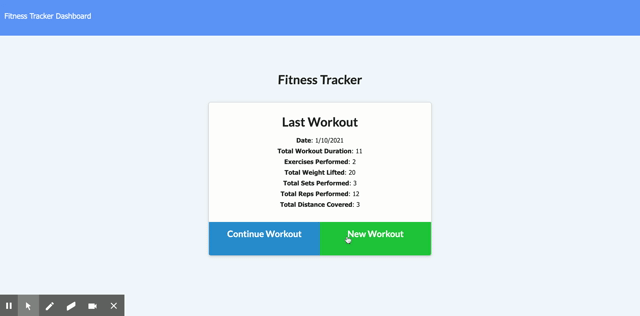 Fitness Tracker Dashboard
Fitness Tracker
Last Workout
Date: 1/10/2021
Total Workout Duration: 11
Exercises Performed: 2
Total Weight Lifted: 20
Total Sets Performed: 3
Total Reps Performed: 12
Total Distance Covered: 3
Continue Workout
New Workout